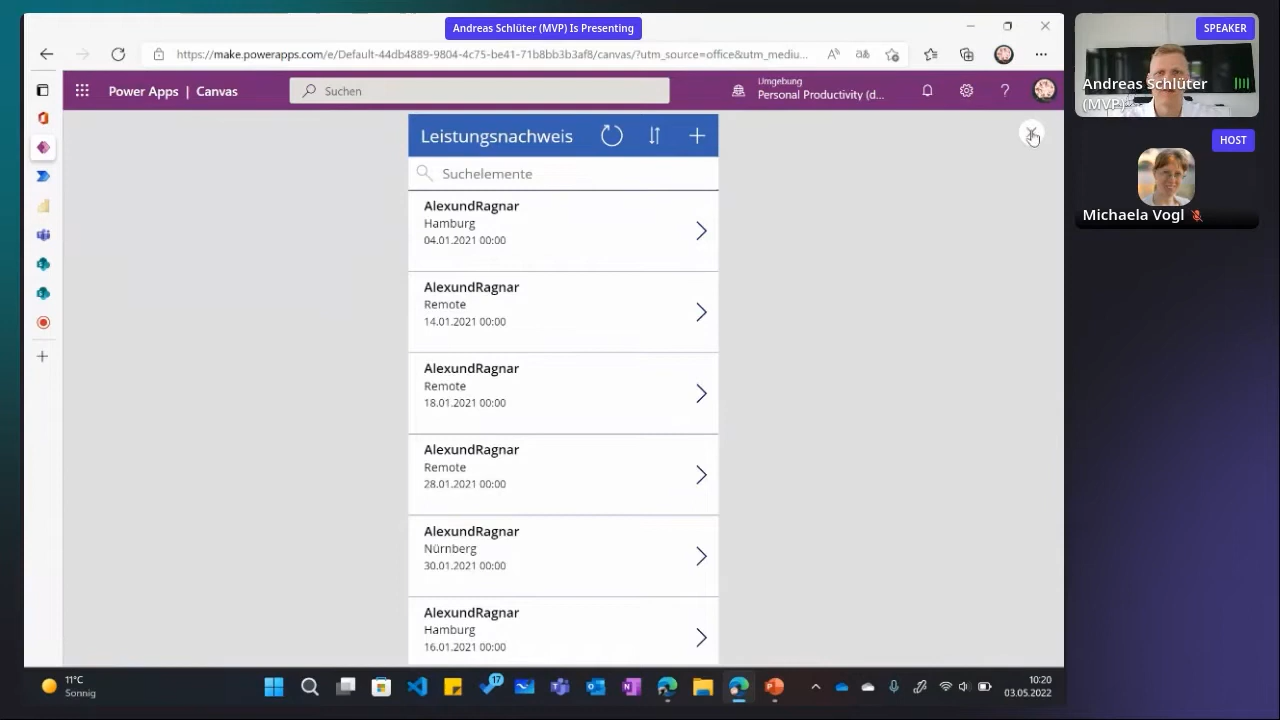 Andreas Schlüter (MVP) Is Presenting
https://make.powerapps.com/e/Default-44db4889-9804-4c75-be41-71b8bb3b3af8/canvas/?utm_source=office&utm_mediu...
Power Apps | Canvas
Suchen
Umgebung
Personal Productivity (d...
Leistungsnachweis
Suchelemente
AlexundRagnar
Hamburg
04.01.2021 00:00
AlexundRagnar
Remote
14.01.2021 00:00
AlexundRagnar
Remote
18.01.2021 00:00
AlexundRagnar
Remote
28.01.2021 00:00
AlexundRagnar
Nürnberg
30.01.2021 00:00
AlexundRagnar
Hamburg
16.01.2021 00:00
SPEAKER
Andreas Schlüter
(MVP)
HOST
Michaela Vogl
11°C
Sonnig
17
10:20
03.05.2022